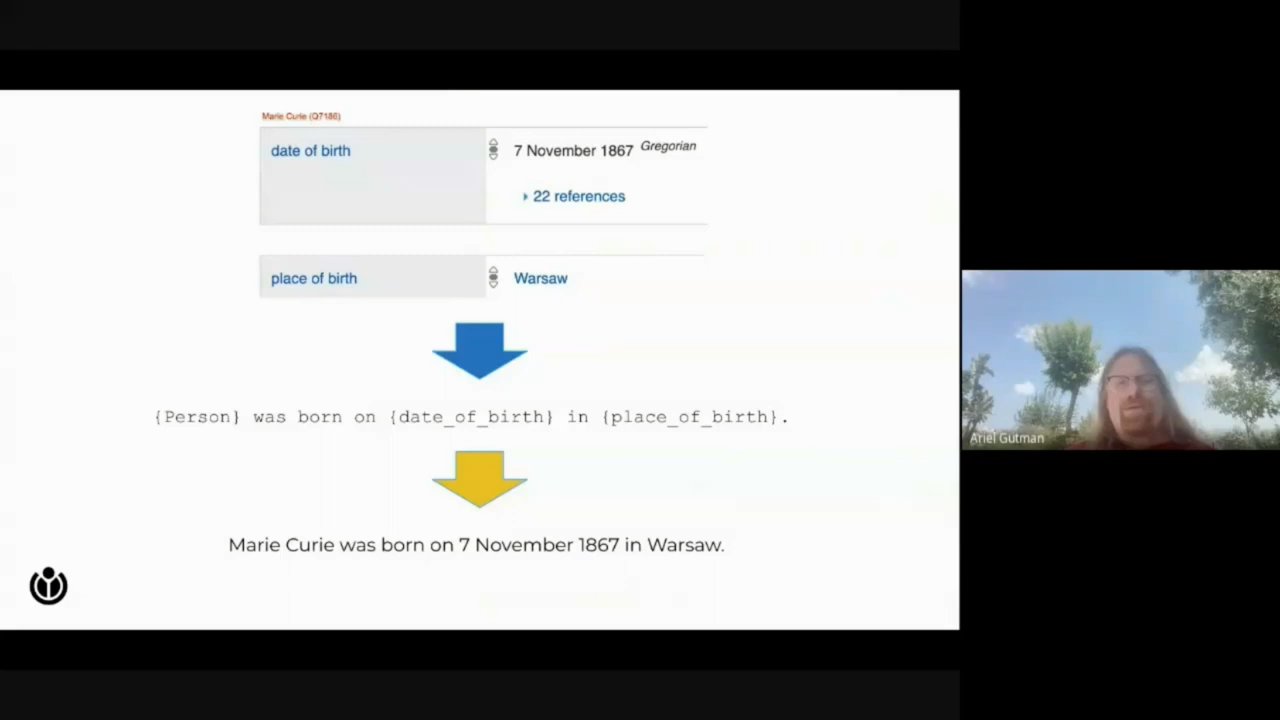 Marie Curie (Q7186)
date of birth
7 November 1867 Gregorian
22 references
place of birth
Warsaw
{Person} was born on {date_of_birth} in {place_of_birth}.
Marie Curie was born on 7 November 1867 in Warsaw.
Ariel Gutman